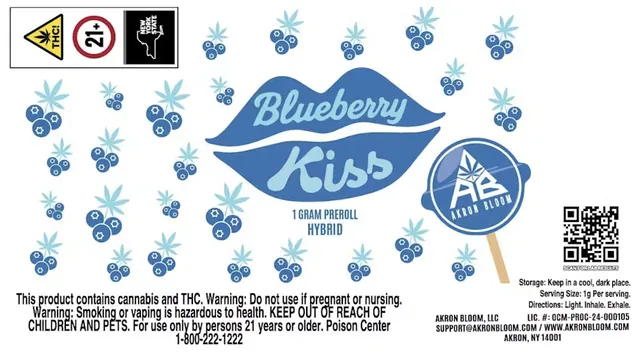 THC!
21+
NEW
YORK
STATE
Blueberry
Kiss
1 GRAM PREROLL
HYBRID
AB
AKRON BLOOM
SCAN FOR LAB RESULTS
Storage: Keep in a cool, dark place.
Serving Size: 1g Per serving.
Directions: Light. Inhale. Exhale.
This product contains cannabis and THC. Warning: Do not use if pregnant or nursing.
Warning: Smoking or vaping is hazardous to health. KEEP OUT OF REACH OF
CHILDREN AND PETS. For use only by persons 21 years or older. Poison Center
1-800-222-1222
AKRON BLOOM, LLC LIC. #: OCM-PROC-24-000105
SUPPORT@AKRONBLOOM.COM / WWW.AKRONBLOOM.COM
AKRON, NY 14001